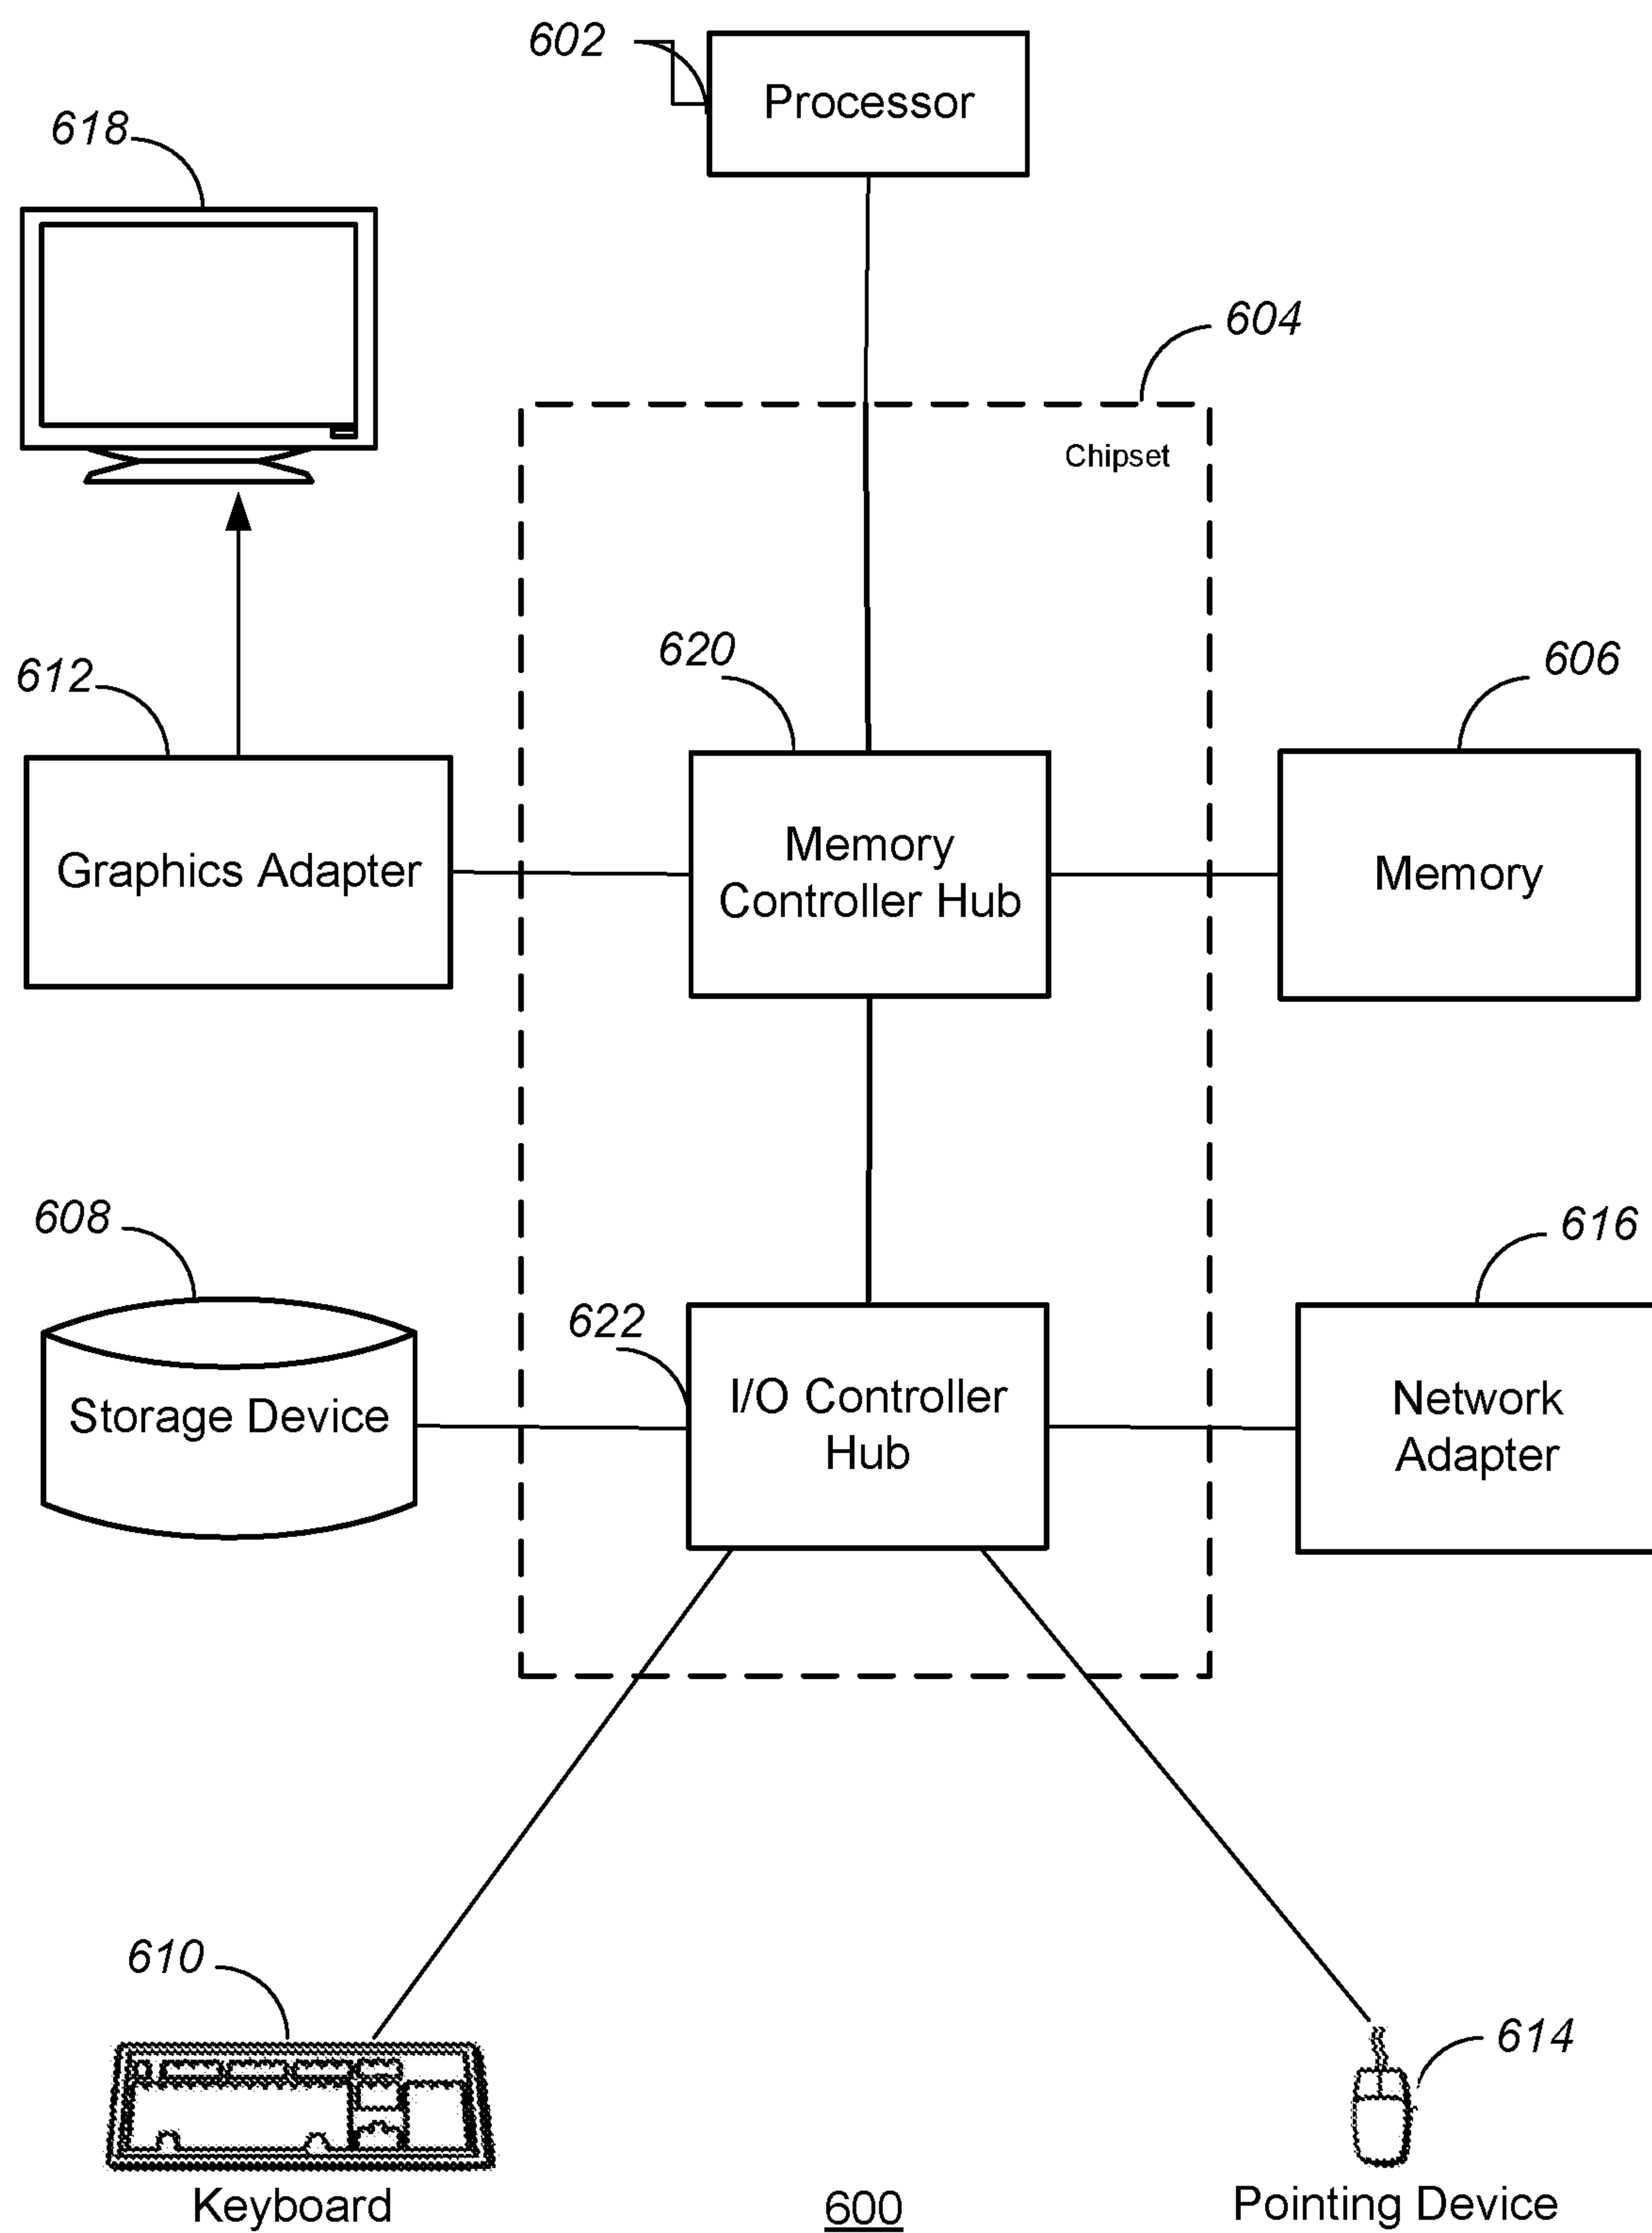 602
Processor
618
604
Chipset
620
606
612
Memory
Controller Hub
Graphics Adapter
Memory
608
616
622
I/O Controller
Hub
Storage Device
Network
Adapter
610
614
Keyboard
600
Pointing Device